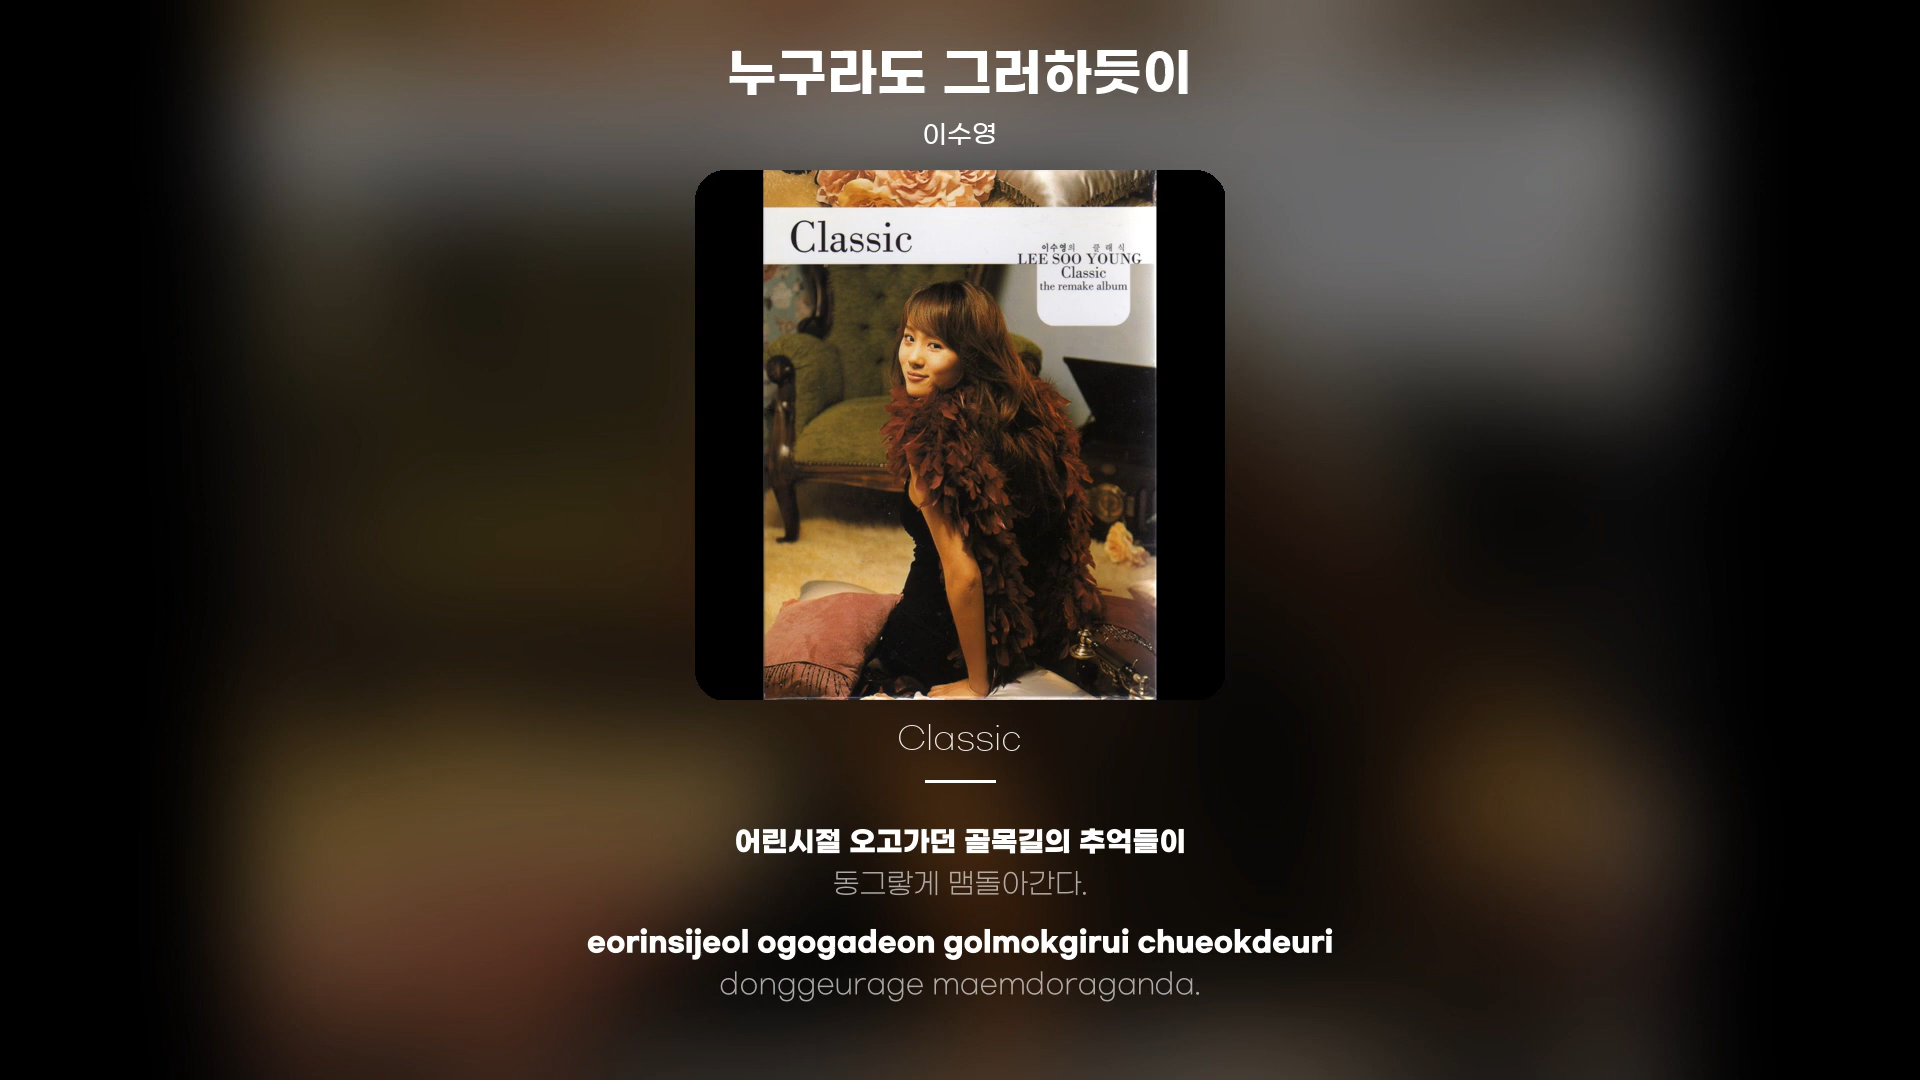 누구라도 그러하듯이
이수영
Classic
이수영의 클래식
LEE SOO YOUNG
Classic
the remake album
Classic
어린시절 오고가던 골목길의 추억들이
동그랗게 맴돌아간다.
eorinsijeol ogogadeon golmokgirui chueokdeuri
donggeurage maemdoraganda.